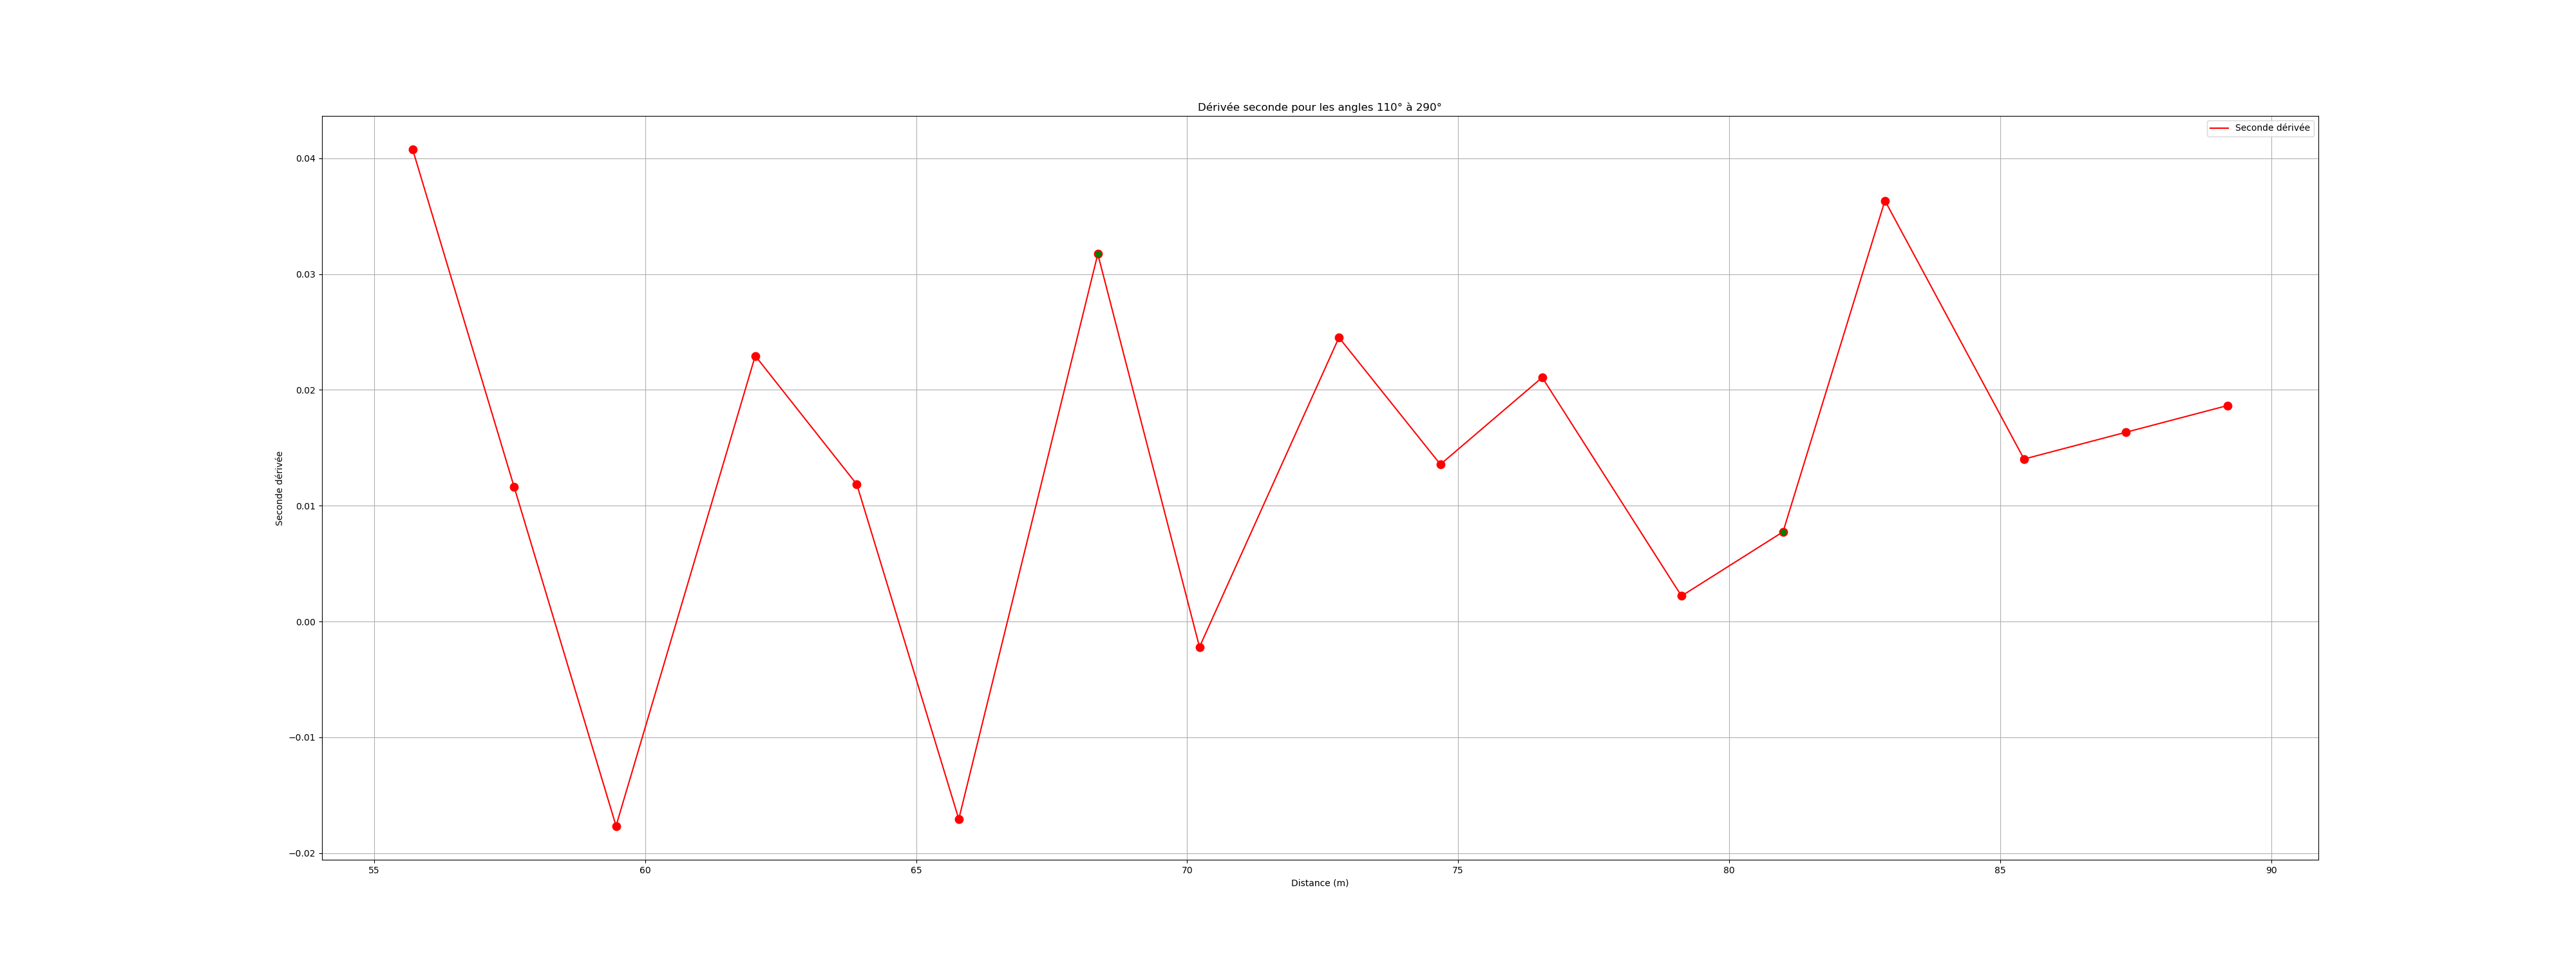 Dérivée seconde pour les angles 110° à 290°
Seconde dérivée
0.04
0.03
0.02
0.01
0.00
−0.01
−0.02
Seconde dérivée
55 60 65 70 75 80 85 90
Distance (m)